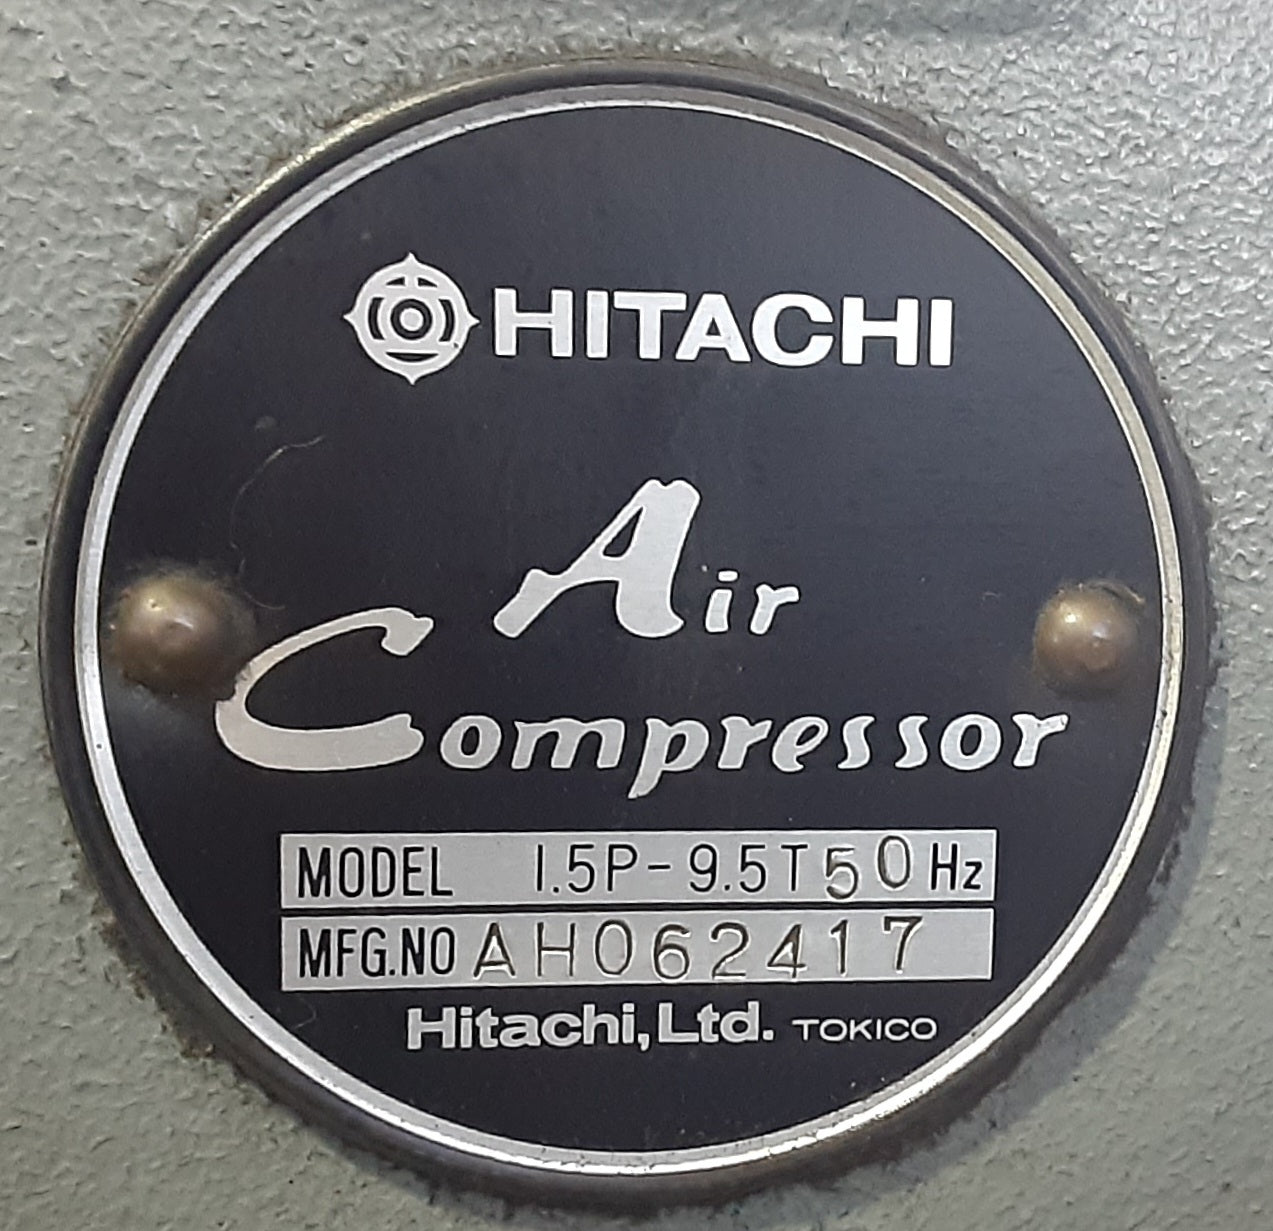 HITACHI
Air
Compressor
MODEL 1.5P-9.5T50Hz
MFG.NO AH062417
Hitachi,Ltd. TOKICO